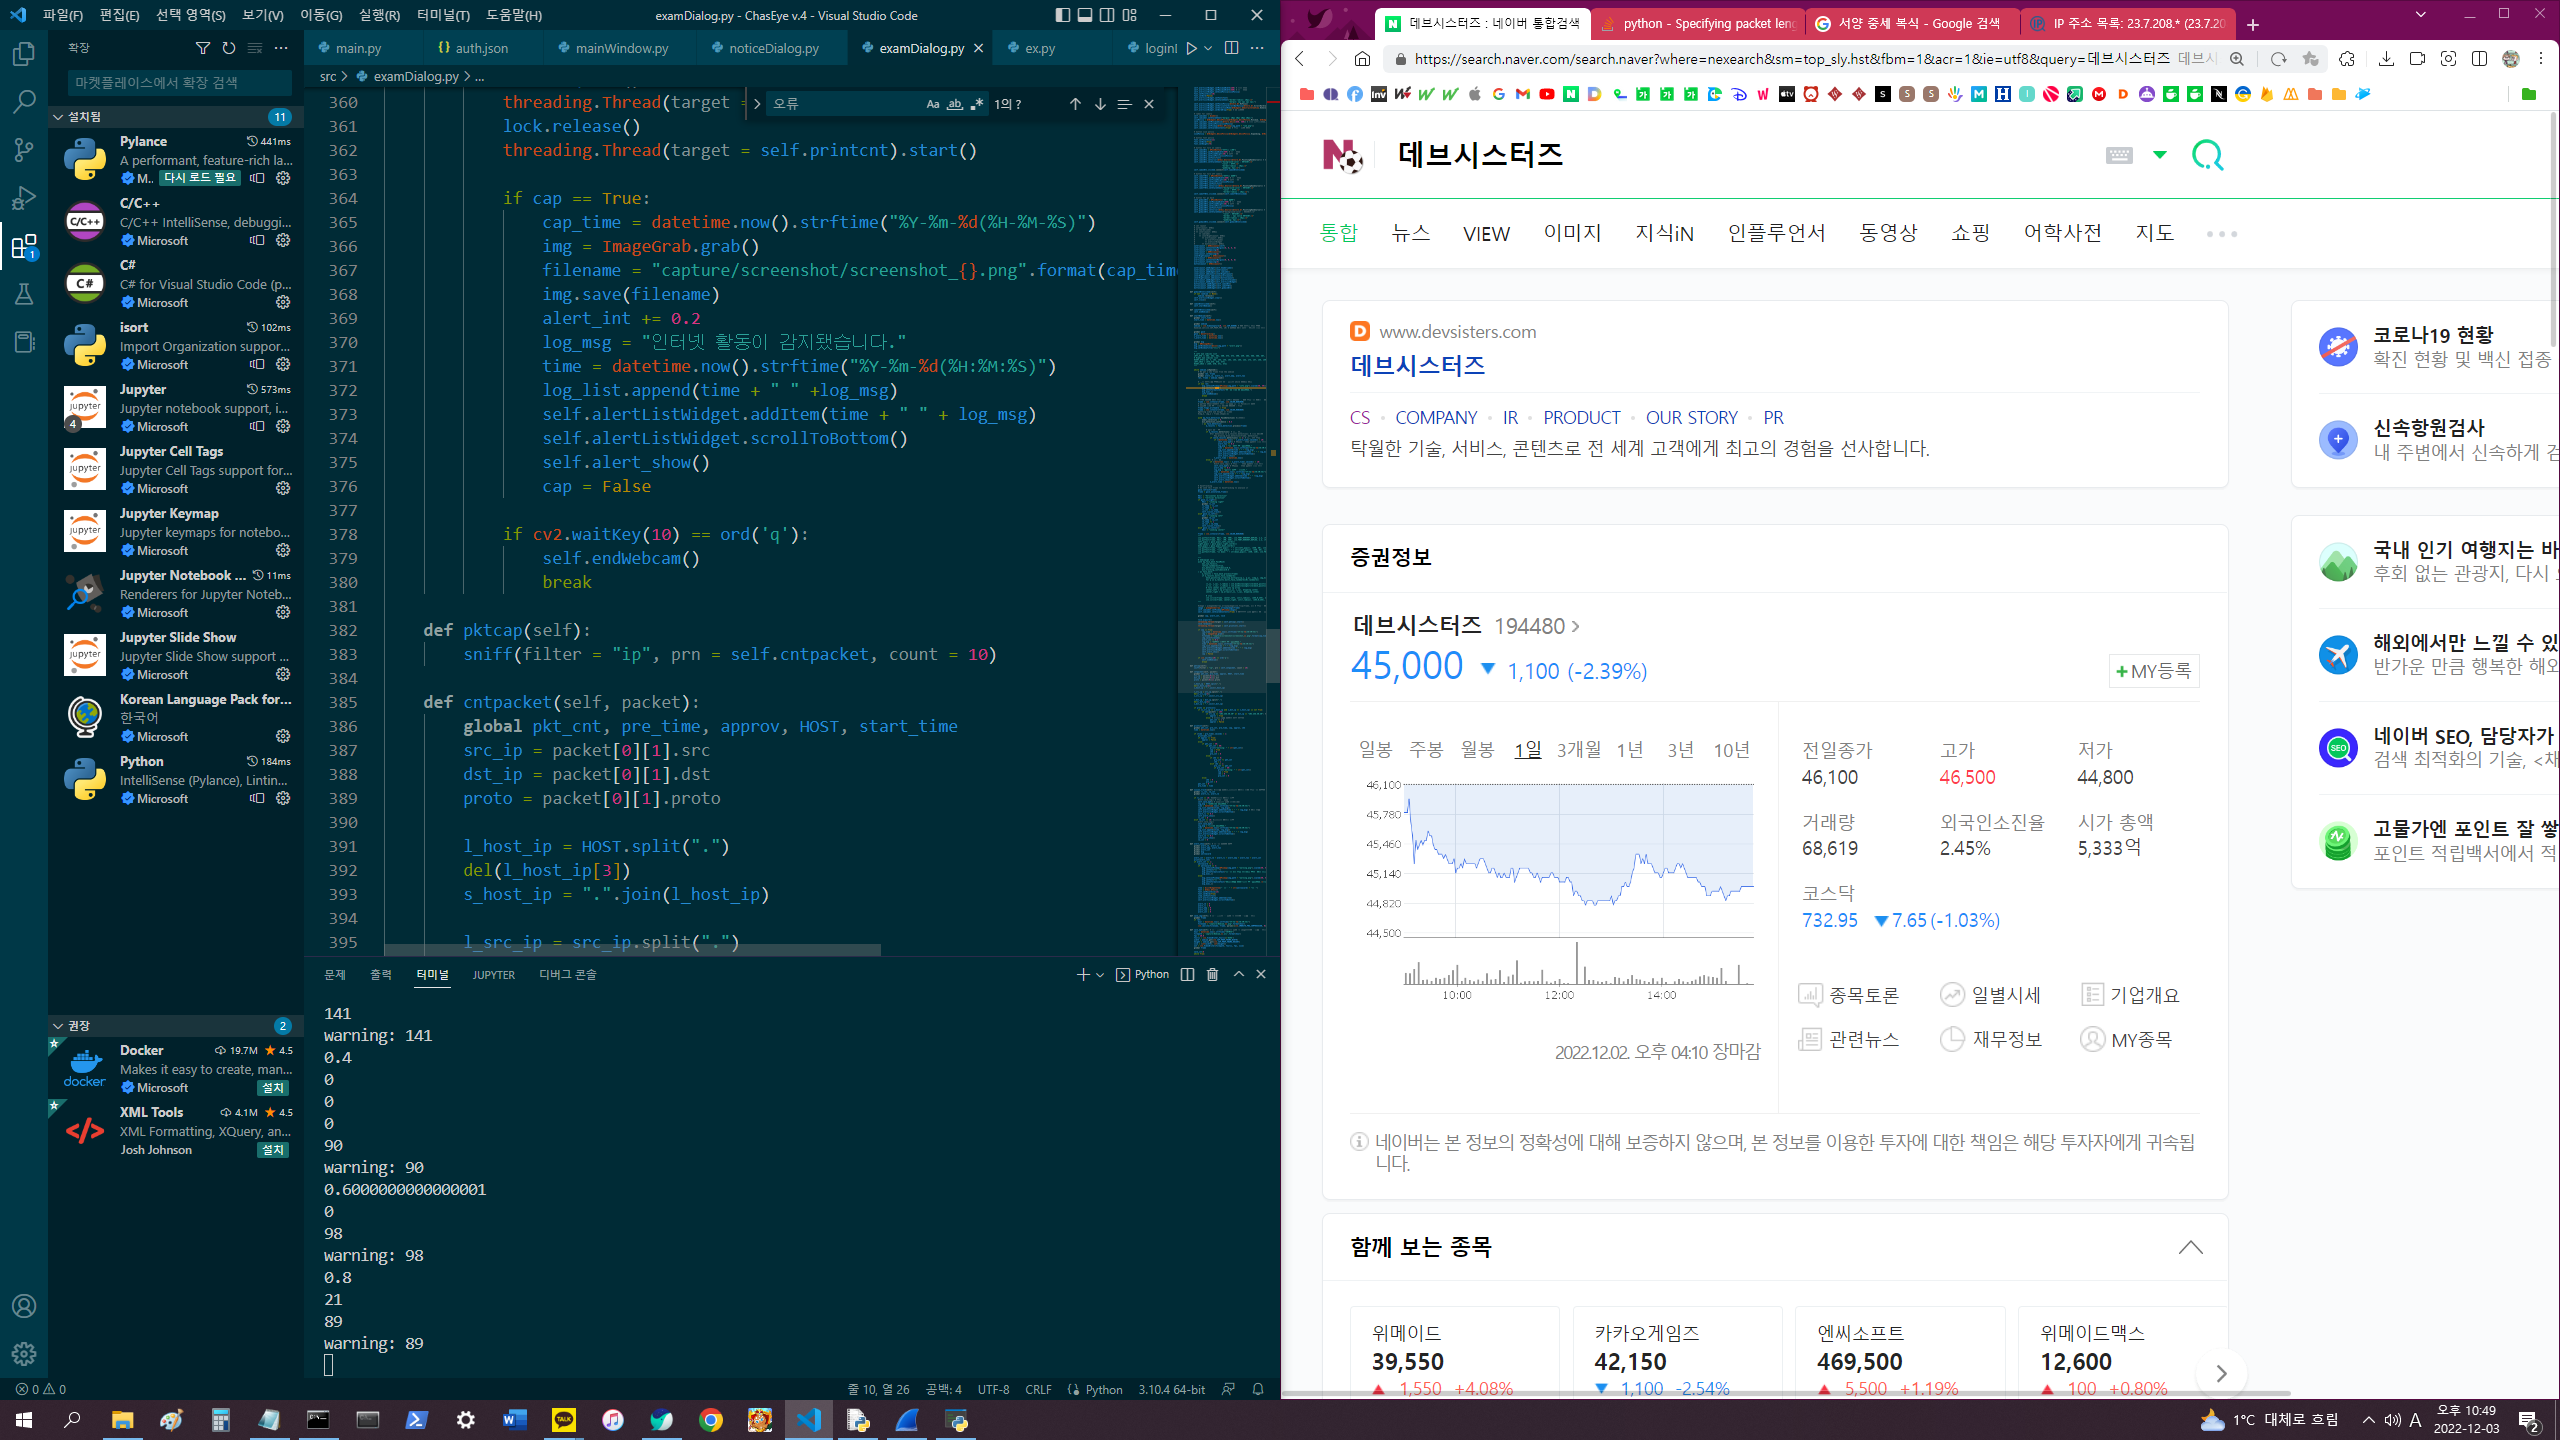 파일(F) 편집(E) 선택 영역(S) 보기(V) 이동(G) 실행(R) 터미널(T) 도움말(H)
examDialog.py - ChasEye v.4 - Visual Studio Code
확장
마켓플레이스에서 확장 검색
설치됨 11
Pylance 441ms
A performant, feature-rich la...
M.. 다시 로드 필요
C/C++
C/C++ IntelliSense, debuggi...
Microsoft
C#
C# for Visual Studio Code (p...
Microsoft
isort 102ms
Import Organization suppor...
Microsoft
Jupyter 573ms
Jupyter notebook support, i...
Microsoft
4
Jupyter Cell Tags
Jupyter Cell Tags support for...
Microsoft
Jupyter Keymap
Jupyter keymaps for notebo...
Microsoft
Jupyter Notebook ... 11ms
Renderers for Jupyter Noteb...
Microsoft
Jupyter Slide Show
Jupyter Slide Show support ...
Microsoft
Korean Language Pack for...
한국어
Microsoft
Python 184ms
IntelliSense (Pylance), Lintin...
Microsoft
권장 2
Docker 19.7M 4.5
Makes it easy to create, man...
Microsoft 설치
XML Tools 4.1M 4.5
XML Formatting, XQuery, an...
Josh Johnson 설치
main.py auth.json mainWindow.py noticeDialog.py examDialog.py ex.py loginI
src > examDialog.py > ...
오류 1의 ?
360 threading.Thread(target =
361 lock.release()
362 threading.Thread(target = self.printcnt).start()
363
364 if cap == True:
365 cap_time = datetime.now().strftime("%Y-%m-%d(%H-%M-%S)")
366 img = ImageGrab.grab()
367 filename = "capture/screenshot/screenshot_{}.png".format(cap_time
368 img.save(filename)
369 alert_int += 0.2
370 log_msg = "인터넷 활동이 감지됐습니다."
371 time = datetime.now().strftime("%Y-%m-%d(%H:%M:%S)")
372 log_list.append(time + " " +log_msg)
373 self.alertListWidget.addItem(time + " " + log_msg)
374 self.alertListWidget.scrollToBottom()
375 self.alert_show()
376 cap = False
377
378 if cv2.waitKey(10) == ord('q'):
379 self.endWebcam()
380 break
381
382 def pktcap(self):
383 sniff(filter = "ip", prn = self.cntpacket, count = 10)
384
385 def cntpacket(self, packet):
386 global pkt_cnt, pre_time, approv, HOST, start_time
387 src_ip = packet[0][1].src
388 dst_ip = packet[0][1].dst
389 proto = packet[0][1].proto
390
391 l_host_ip = HOST.split(".")
392 del(l_host_ip[3])
393 s_host_ip = ".".join(l_host_ip)
394
395 l_src_ip = src_ip.split(".")
문제 출력 터미널 JUPYTER 디버그 콘솔
Python
141
warning: 141
0.4
0
0
0
90
warning: 90
0.6000000000000001
0
98
warning: 98
0.8
21
89
warning: 89
0 0
줄 10, 열 26 공백: 4 UTF-8 CRLF Python 3.10.4 64-bit
데브시스터즈 : 네이버 통합검색
python - Specifying packet leng
서양 중세 복식 - Google 검색
IP 주소 목록: 23.7.208.* (23.7.20
https://search.naver.com/search.naver?where=nexearch&sm=top_sly.hst&fbm=1&acr=1&ie=utf8&query=데브시스터즈
데브시스터즈
통합 뉴스 VIEW 이미지 지식iN 인플루언서 동영상 쇼핑 어학사전 지도
www.devsisters.com
데브시스터즈
CS COMPANY IR PRODUCT OUR STORY PR
탁월한 기술, 서비스, 콘텐츠로 전 세계 고객에게 최고의 경험을 선사합니다.
증권정보
데브시스터즈 194480
45,000 ▼ 1,100 (-2.39%)
+MY등록
일봉 주봉 월봉 1일 3개월 1년 3년 10년
46,100
45,780
45,460
45,140
44,820
44,500
10:00 12:00 14:00
2022.12.02. 오후 04:10 장마감
전일종가 고가 저가
46,100 46,500 44,800
거래량 외국인소진율 시가 총액
68,619 2.45% 5,333억
코스닥
732.95 ▼7.65 (-1.03%)
종목토론 일별시세 기업개요
관련뉴스 재무정보 MY종목
네이버는 본 정보의 정확성에 대해 보증하지 않으며, 본 정보를 이용한 투자에 대한 책임은 해당 투자자에게 귀속됩
니다.
함께 보는 종목
위메이드 카카오게임즈 엔씨소프트 위메이드맥스
39,550 42,150 469,500 12,600
▲ 1,550 +4.08% ▼ 1,100 -2.54% ▲ 5,500 +1.19% ▲ 100 +0.80%
코로나19 현황
확진 현황 및 백신 접종
신속항원검사
내 주변에서 신속하게 검
국내 인기 여행지는 바
후회 없는 관광지, 다시
해외에서만 느낄 수 있
반가운 만큼 행복한 해외
네이버 SEO, 담당자가
검색 최적화의 기술, <채
고물가엔 포인트 잘 쌓
포인트 적립백서에서 적
1°C 대체로 흐림
A
오후 10:49
2022-12-03
2